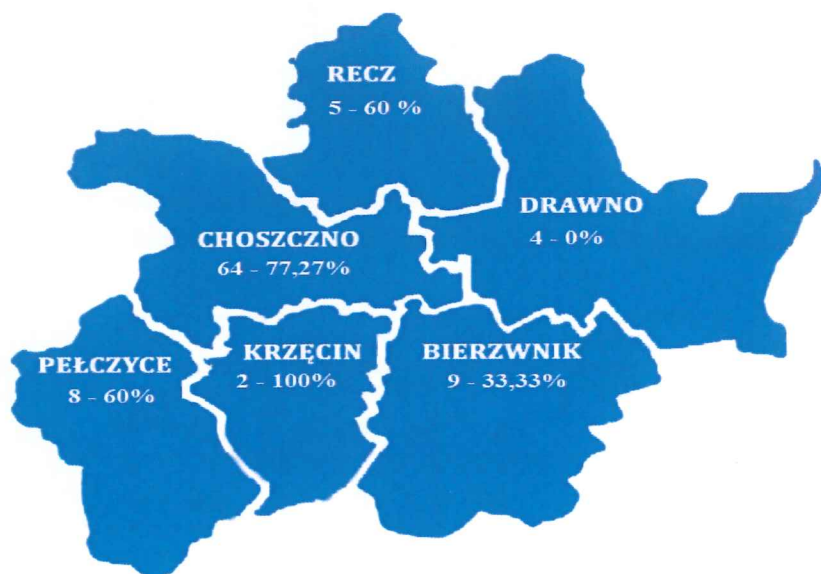 RECZ
5 - 60 %
DRAWNO
4 - 0%
CHOSZCZNO
64 - 77,27%
PEŁCZYCE
8 - 60%
KRZĘCIN
2 - 100%
BIERZWNIK
9 - 33,33%